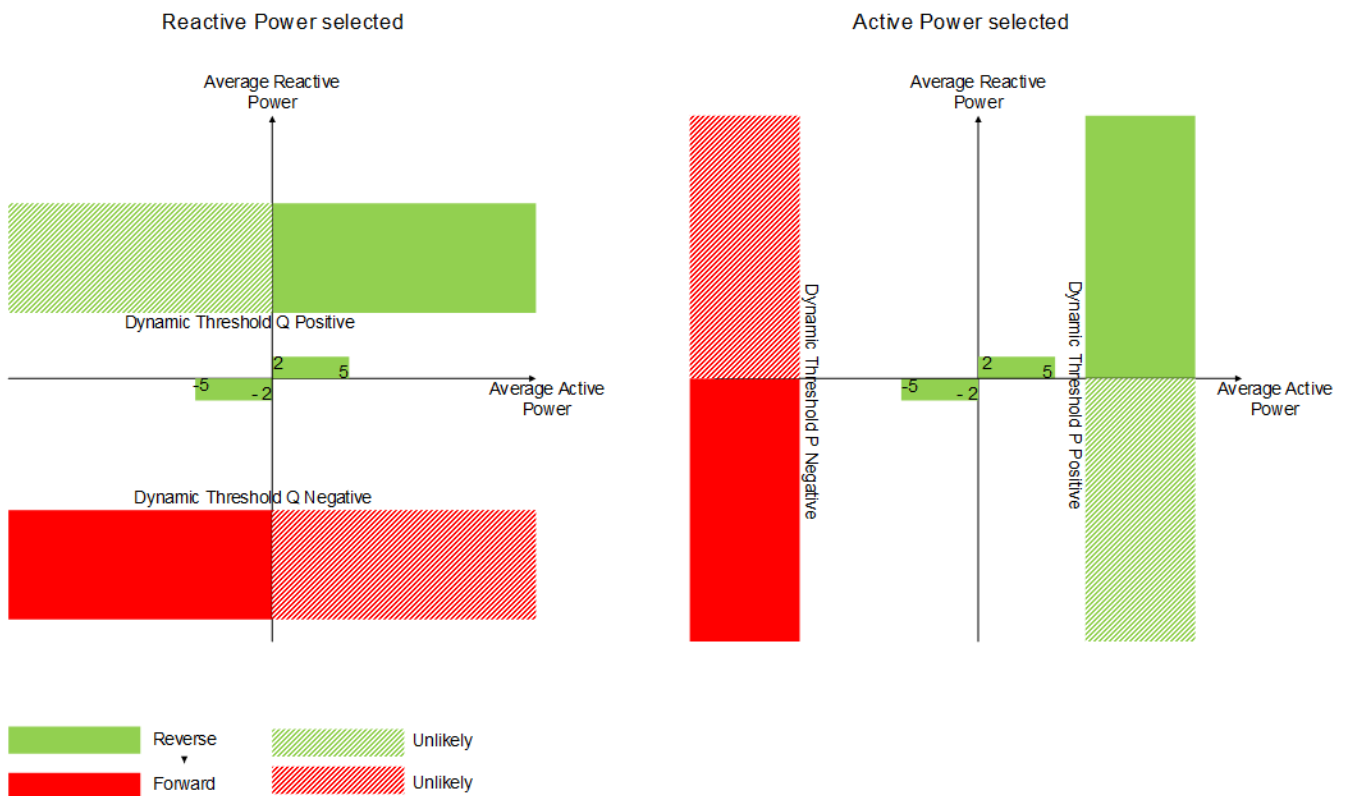 Reactive Power selected
Average Reactive
Power
Dynamic Threshold Q Positive
2
5
-5
- 2
Average Active
Power
Dynamic Threshold Q Negative
Active Power selected
Average Reactive
Power
Dynamic Threshold P Negative
Dynamic Threshold P Positive
2
5
-5
- 2
Average Active
Power
Reverse
Unlikely
Forward
Unlikely